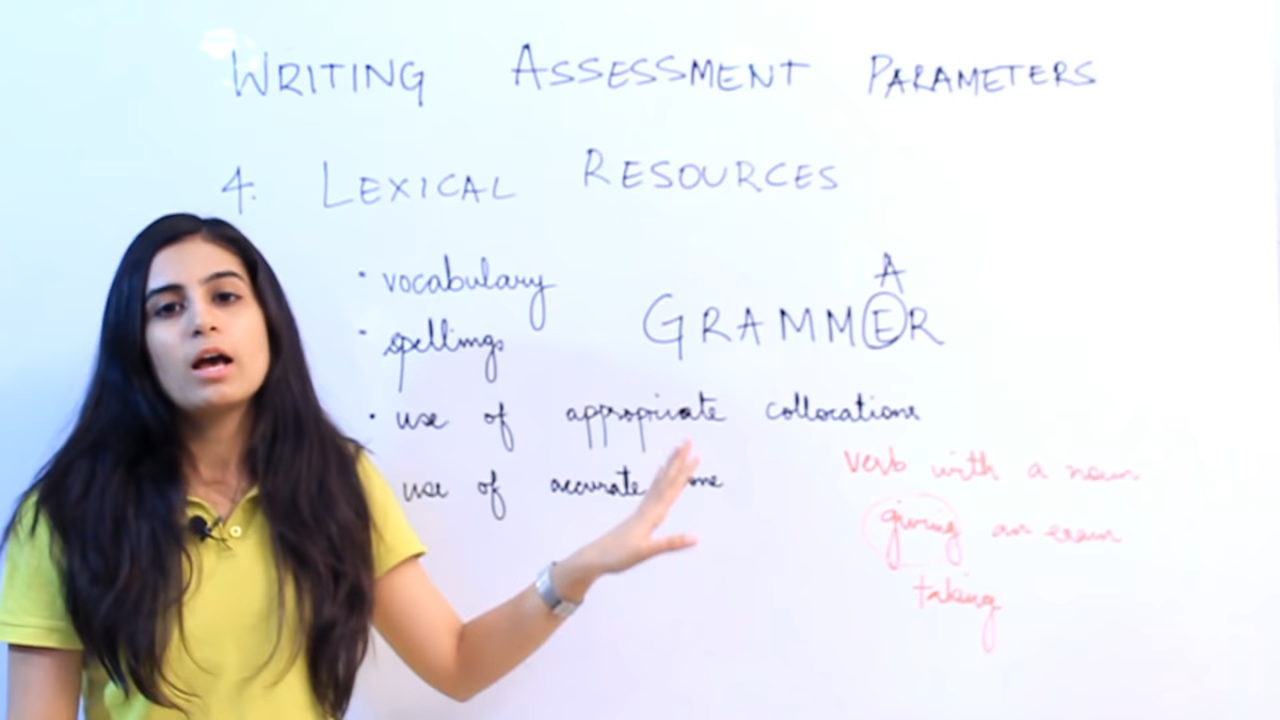 WRITING ASSESSMENT PARAMETERS
4. LEXICAL RESOURCES
· vocabulary
· spellings
A
GRAMMER
· use of appropriate collocations
use of accurate
verb with a noun
giving an exam
taking